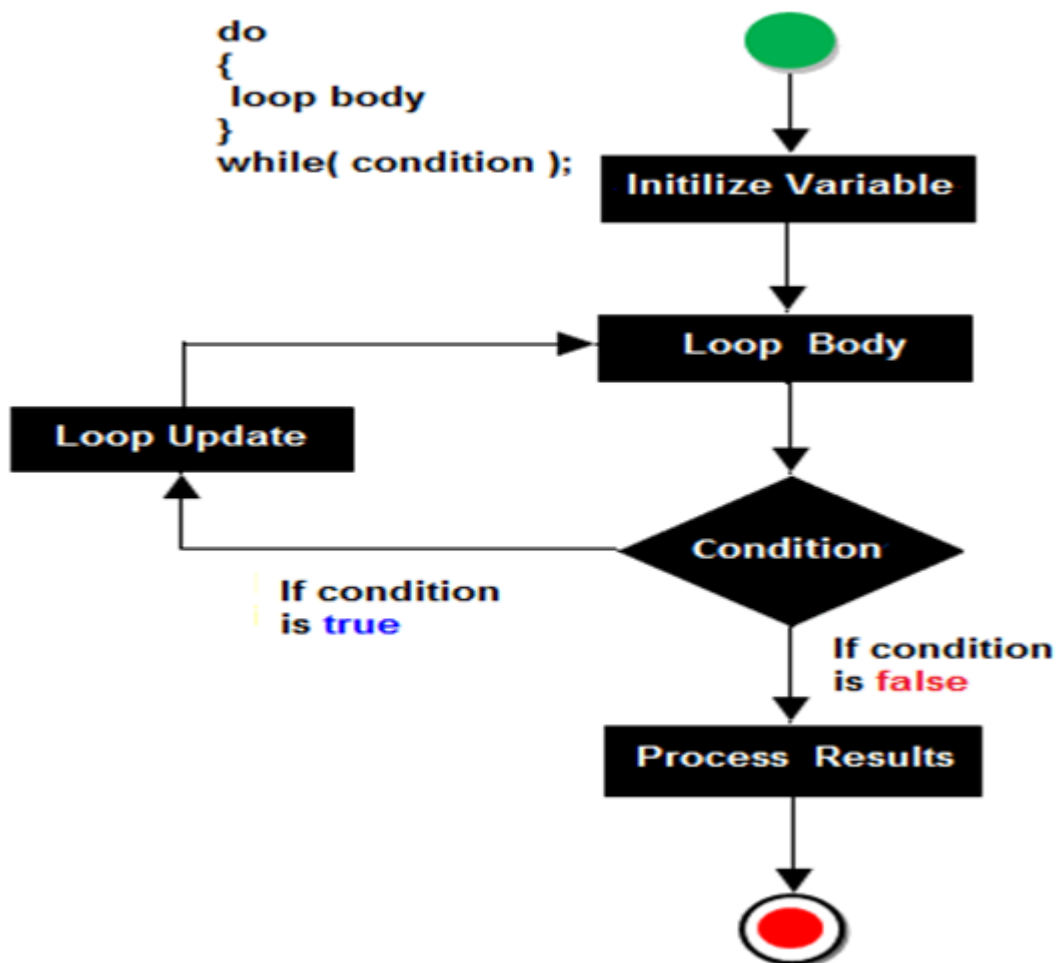 do
{
loop body
}
while( condition );
Initilize Variable
Loop Body
Loop Update
Condition
If condition
is true
If condition
is false
Process Results